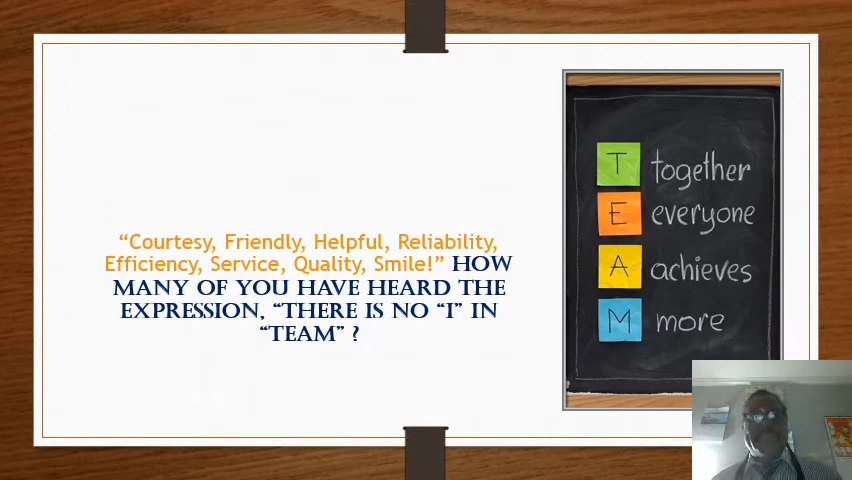 “Courtesy, Friendly, Helpful, Reliability,
Efficiency, Service, Quality, Smile!” HOW
MANY OF YOU HAVE HEARD THE
EXPRESSION, “THERE IS NO “I” IN
“TEAM” ?
T together
E everyone
A achieves
M more